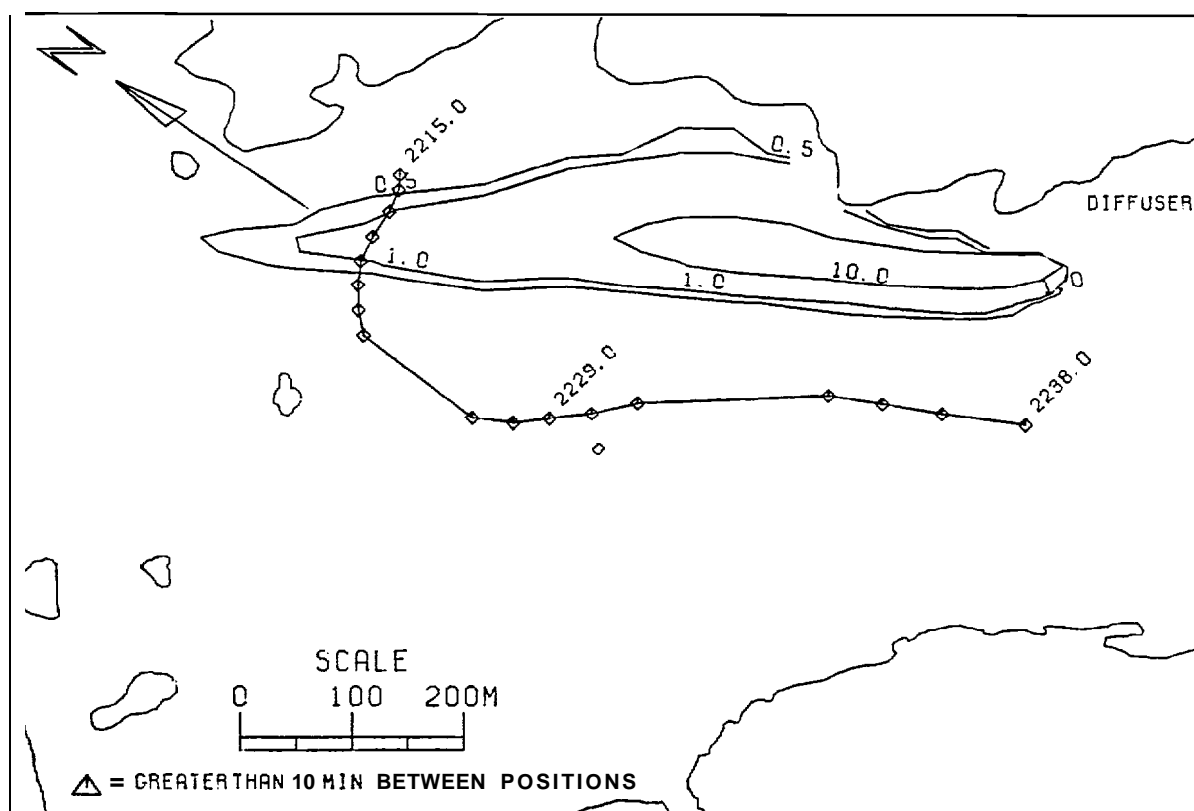 2215.0
0.5
0.5
DIFFUSER
1.0
10.0
1.0
0
2229.0
2238.0
SCALE
0 100 200M
= GREATER THAN 10 MIN BETWEEN POSITIONS